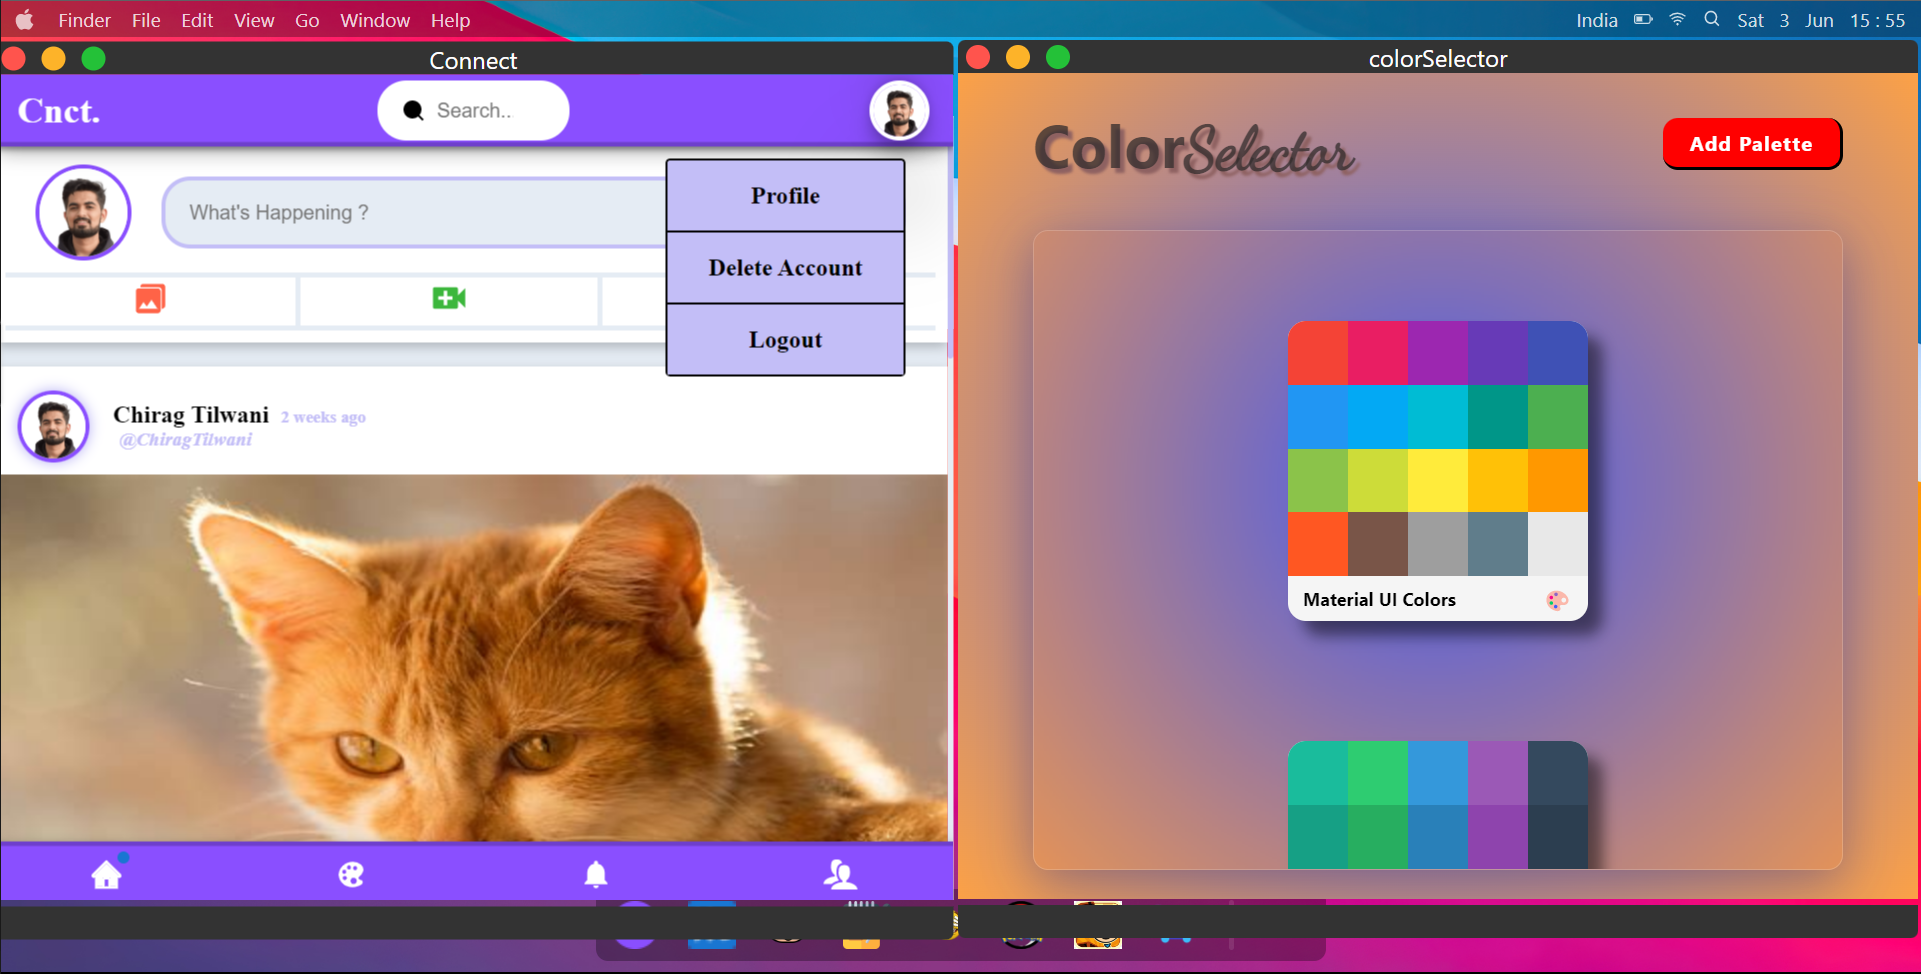 Finder File Edit View Go Window Help
India Sat 3 Jun 15 : 55
Connect
Cnct.
Search...
What's Happening ?
Profile
Delete Account
Logout
Chirag Tilwani 2 weeks ago
@ChiragTilwani
colorSelector
ColorSelector
Add Palette
Material UI Colors